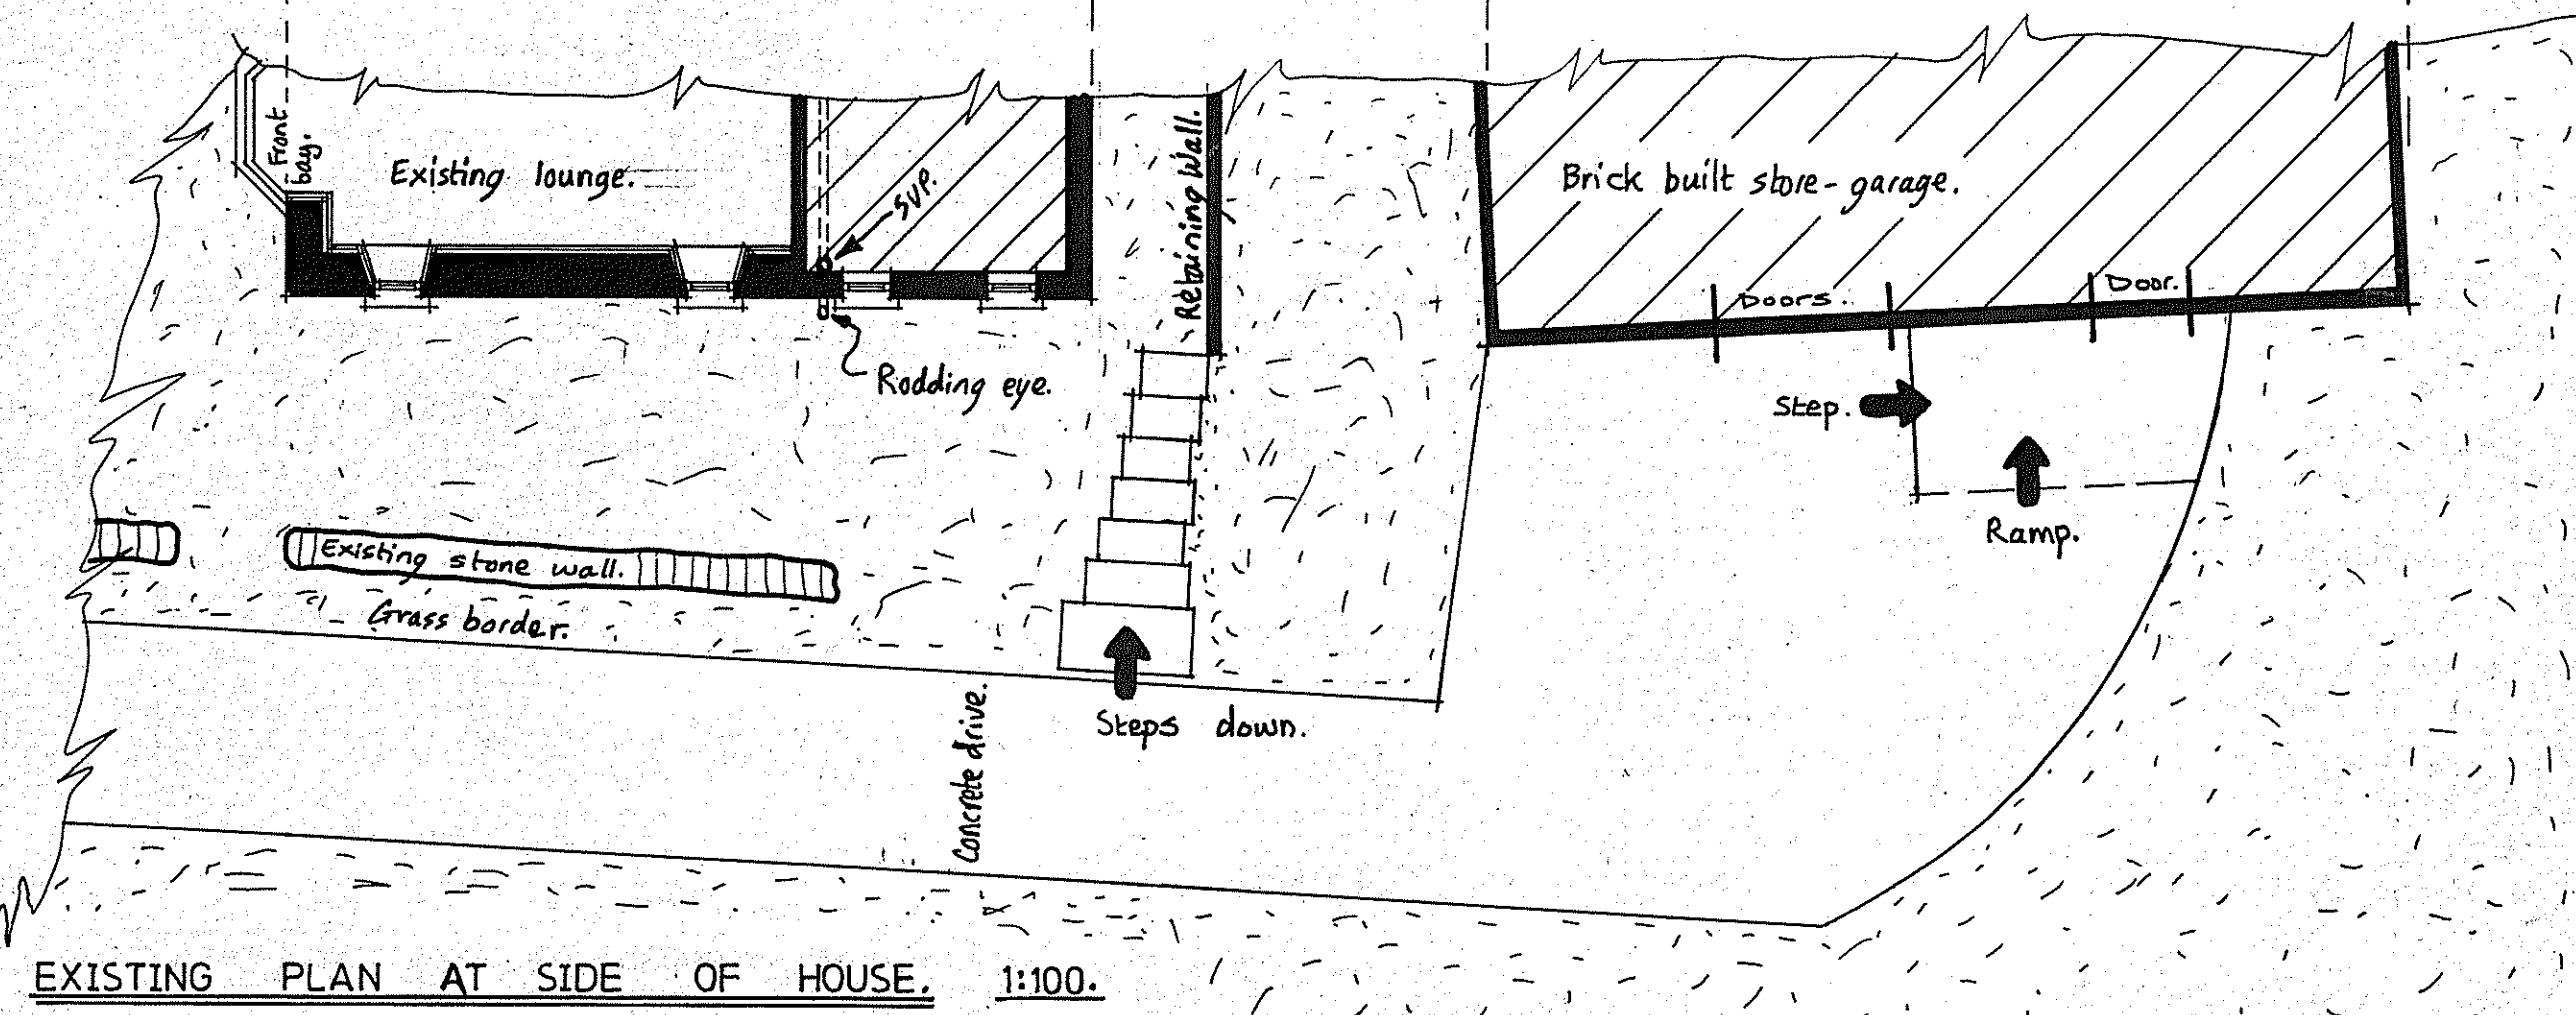 Front
bay.
Existing lounge.
SVP.
Retaining Wall.
Brick built store-garage.
Doors.
Door.
Rodding eye.
Step.
Ramp.
Existing stone wall.
Grass border.
Steps down.
Concrete drive.
EXISTING PLAN AT SIDE OF HOUSE. 1:100.